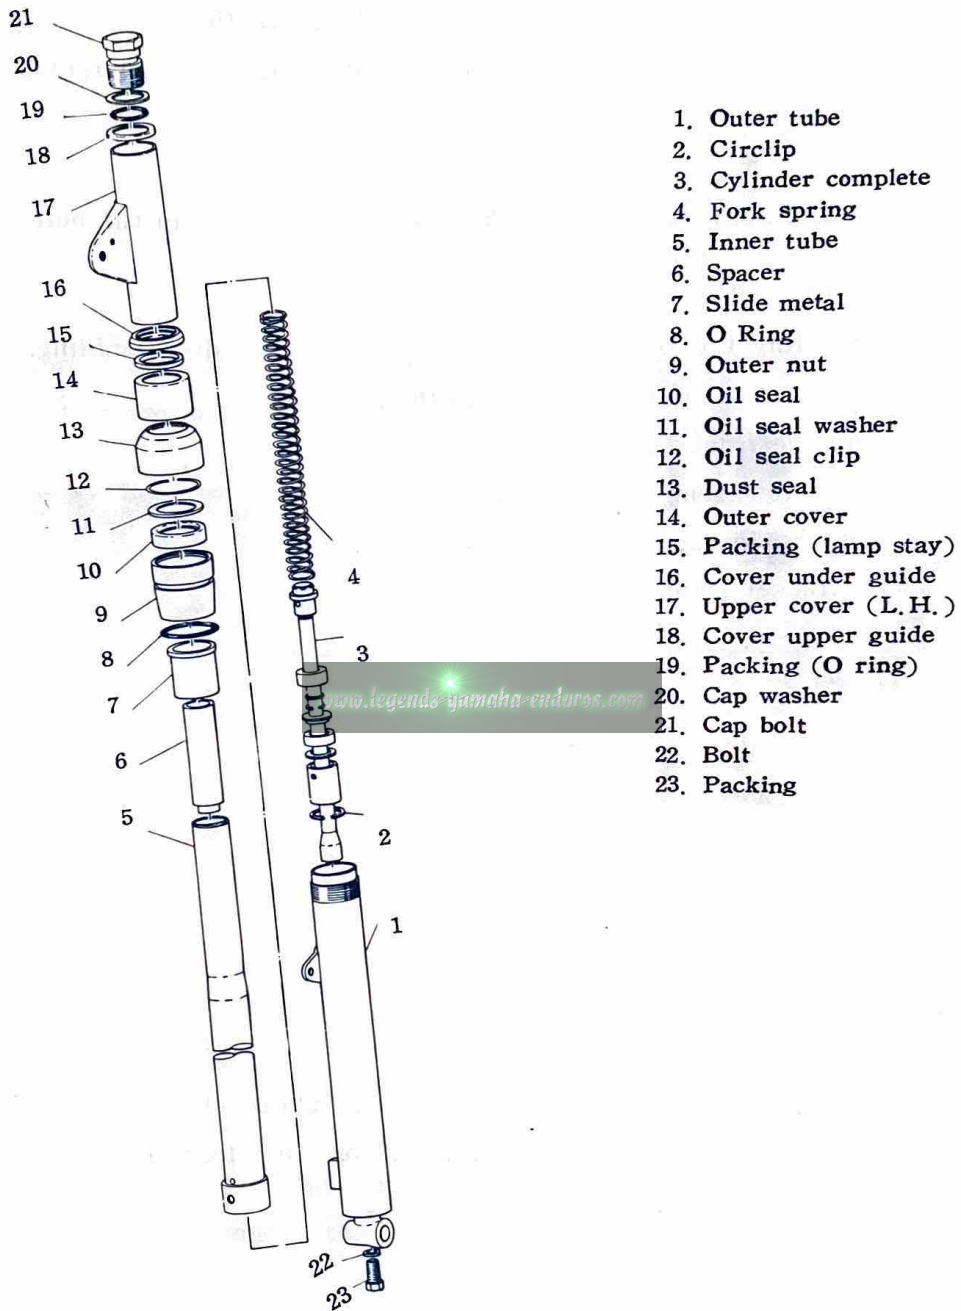 21
20
19
18
17
16
15
14
13
12
11
10
9
8
7
6
5
4
3
2
1
22
23
1. Outer tube
2. Circlip
3. Cylinder complete
4. Fork spring
5. Inner tube
6. Spacer
7. Slide metal
8. O Ring
9. Outer nut
10. Oil seal
11. Oil seal washer
12. Oil seal clip
13. Dust seal
14. Outer cover
15. Packing (lamp stay)
16. Cover under guide
17. Upper cover (L.H.)
18. Cover upper guide
19. Packing (O ring)
20. Cap washer
21. Cap bolt
22. Bolt
23. Packing
www.legends-yamaha-enduros.com